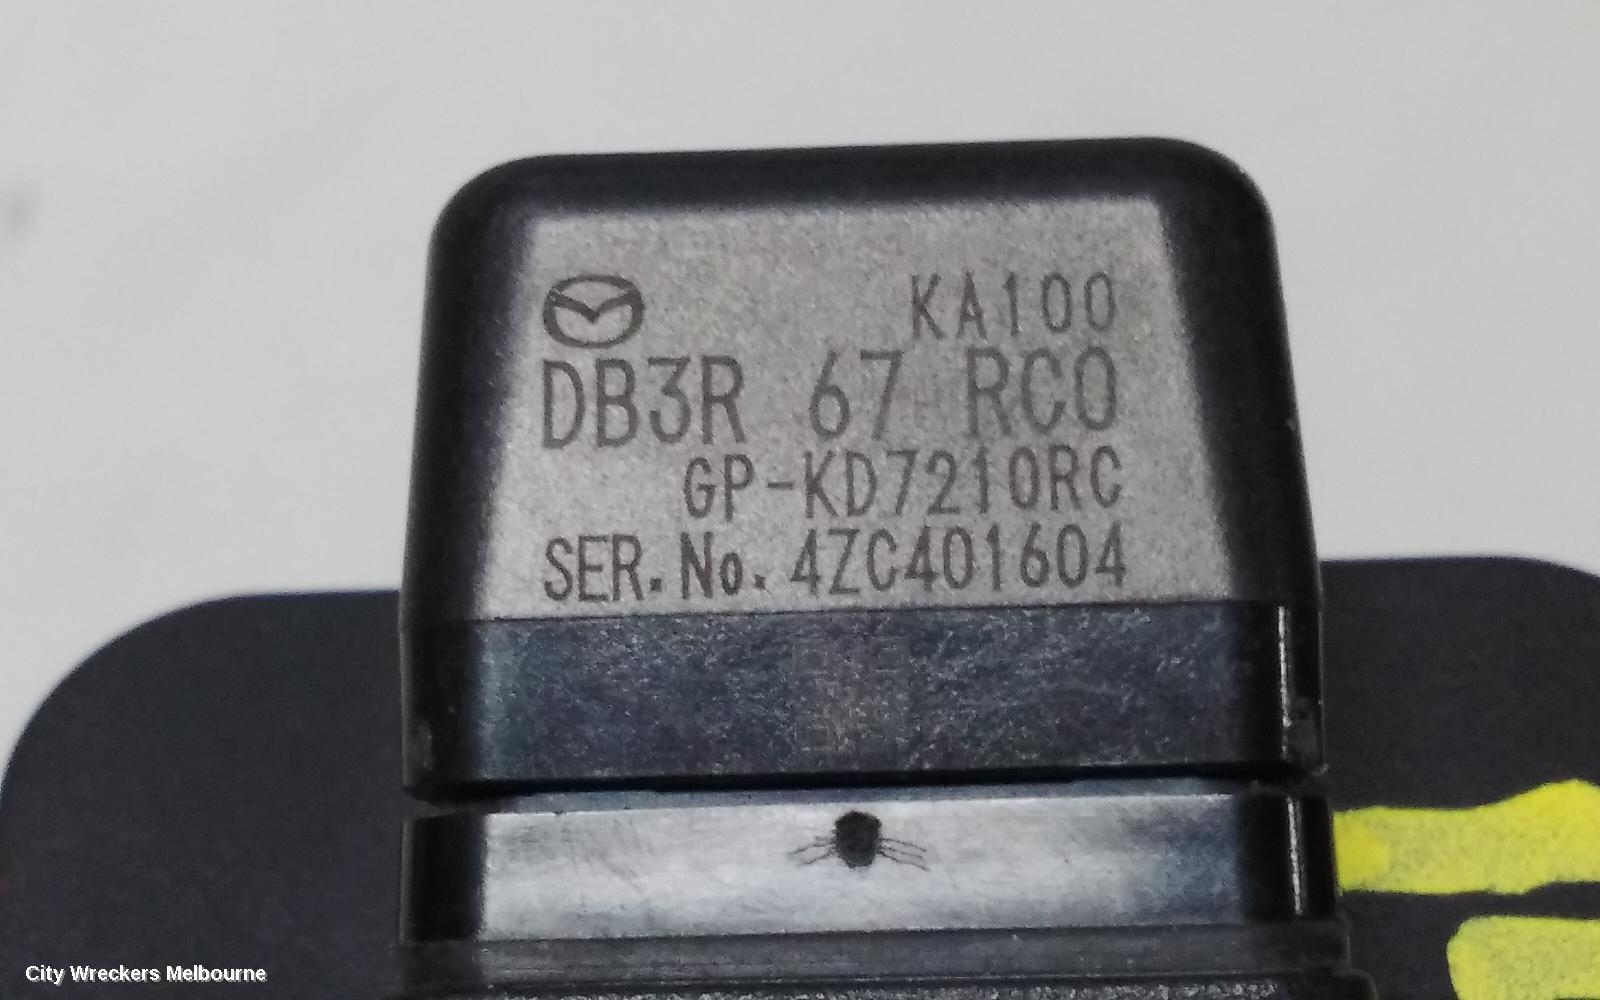 KA100
DB3R 67 RC0
GP-KD7210RC
SER. No. 4ZC401604
City Wreckers Melbourne